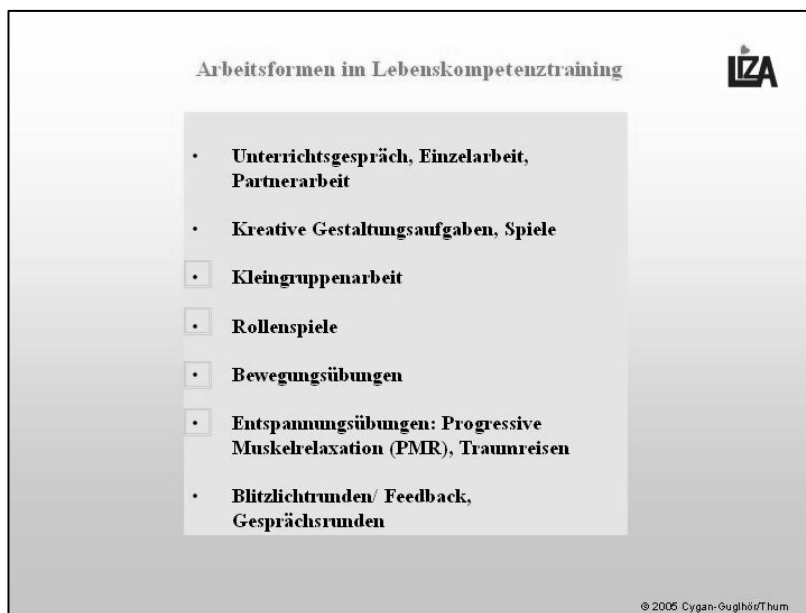 Arbeitsformen im Lebenskompetenztraining
LIZA
• Unterrichtsgespräch, Einzelarbeit,
Partnerarbeit
• Kreative Gestaltungsaufgaben, Spiele
• Kleingruppenarbeit
• Rollenspiele
• Bewegungsübungen
• Entspannungsübungen: Progressive
Muskelrelaxation (PMR), Traumreisen
• Blitzlichtrunden/ Feedback,
Gesprächsrunden
© 2005 Cygan-Guglhör/Thurn